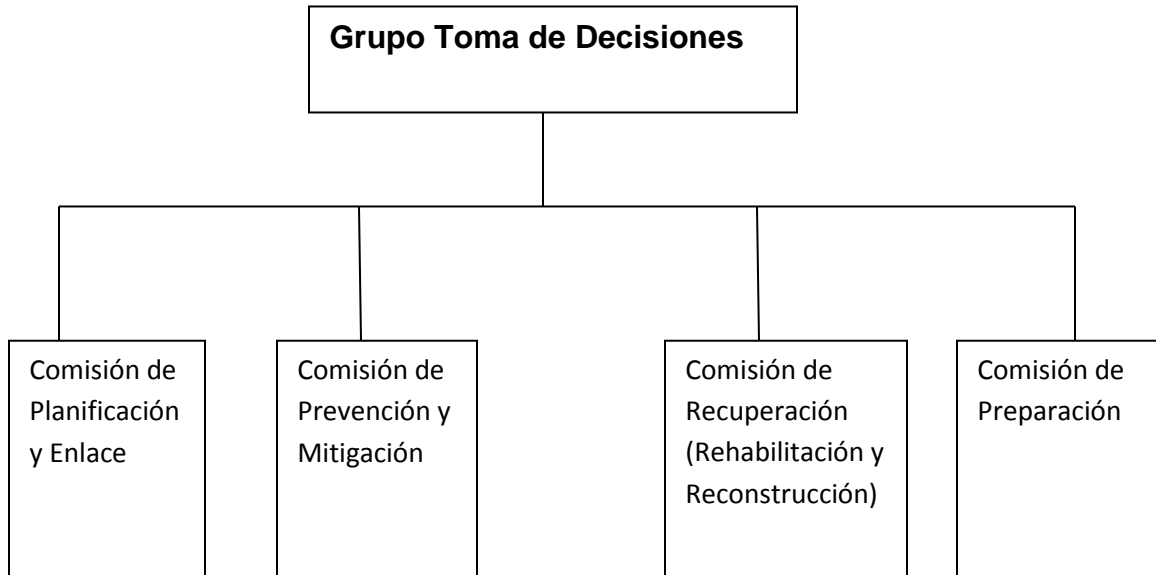 Grupo Toma de Decisiones
Comisión de
Planificación
y Enlace
Comisión de
Prevención y
Mitigación
Comisión de
Recuperación
(Rehabilitación y
Reconstrucción)
Comisión de
Preparación